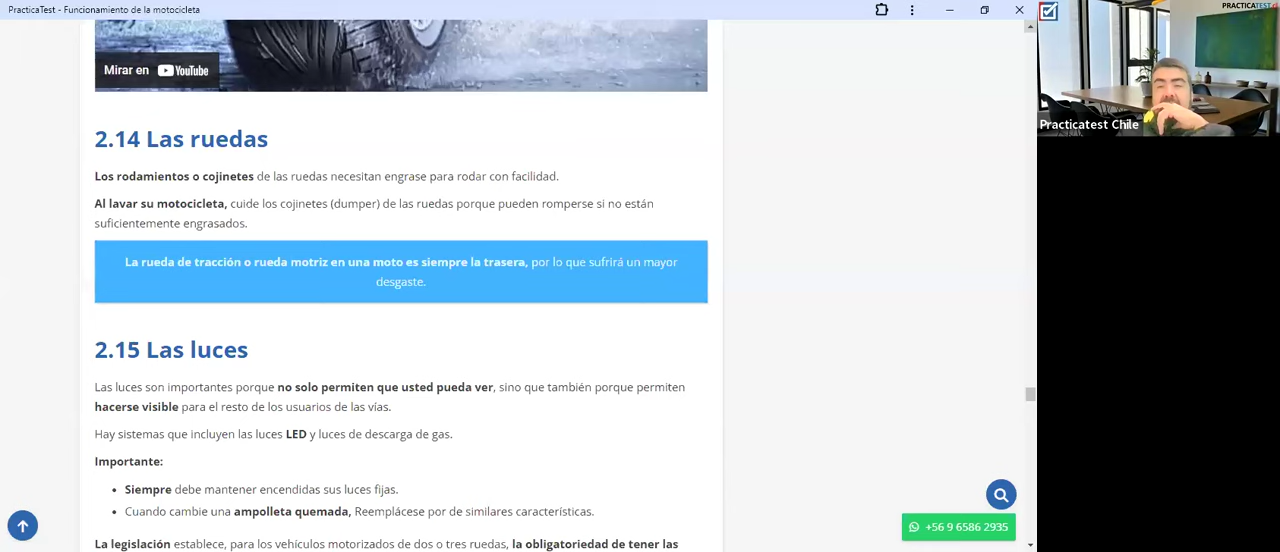 PracticaTest - Funcionamiento de la motocicleta
PRACTICATEST
Mirar en YouTube
Practicatest Chile
2.14 Las ruedas
Los rodamientos o cojinetes de las ruedas necesitan engrase para rodar con facilidad.
Al lavar su motocicleta, cuide los cojinetes (dumper) de las ruedas porque pueden romperse si no están
suficientemente engrasados.
La rueda de tracción o rueda motriz en una moto es siempre la trasera, por lo que sufrirá un mayor
desgaste.
2.15 Las luces
Las luces son importantes porque no solo permiten que usted pueda ver, sino que también porque permiten
hacerse visible para el resto de los usuarios de las vías.
Hay sistemas que incluyen las luces LED y luces de descarga de gas.
Importante:
• Siempre debe mantener encendidas sus luces fijas.
• Cuando cambie una ampolleta quemada, Reemplácese por de similares características.
+56 9 6586 2935
La legislación establece, para los vehículos motorizados de dos o tres ruedas, la obligatoriedad de tener las